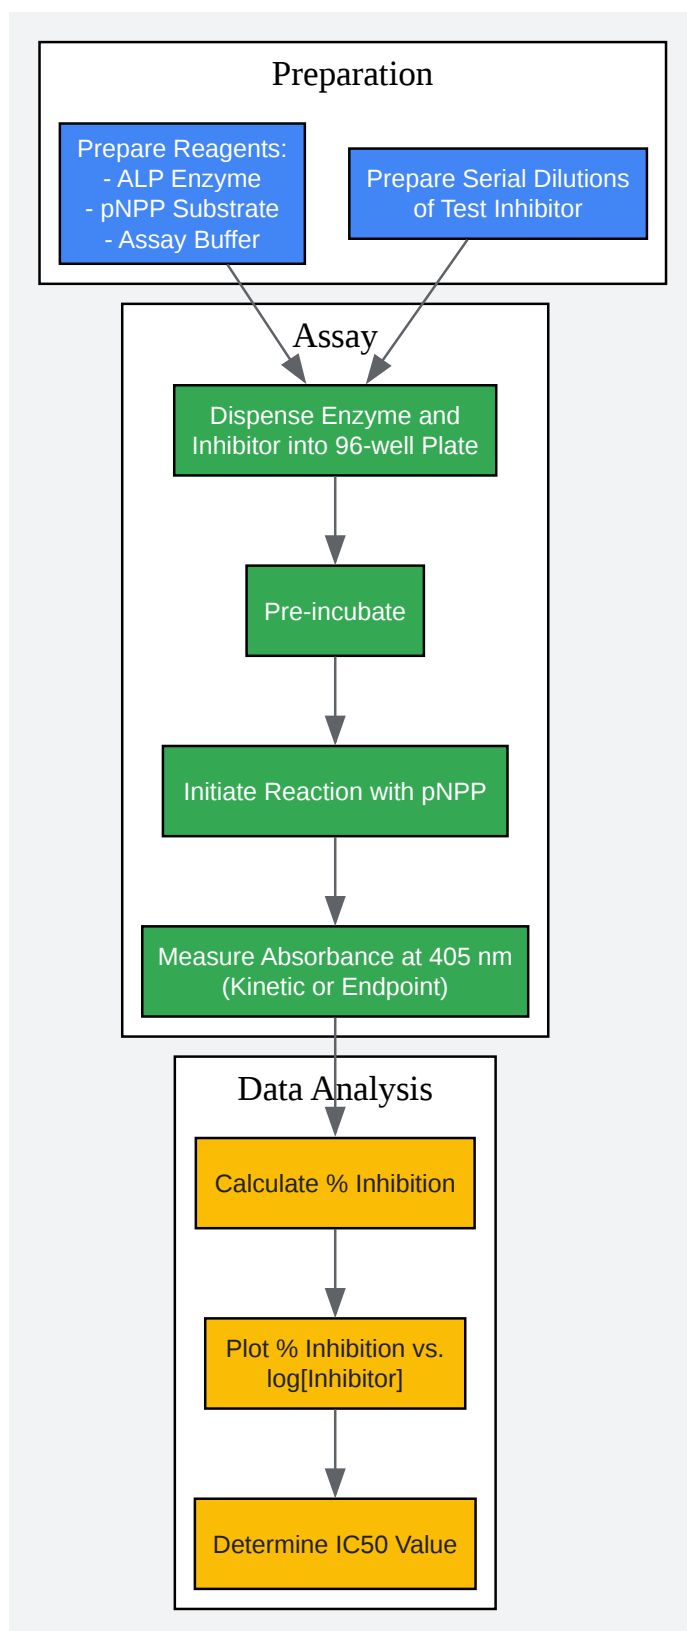 Preparation
Prepare Reagents:
- ALP Enzyme
- pNPP Substrate
- Assay Buffer
Prepare Serial Dilutions
of Test Inhibitor
Assay
Dispense Enzyme and
Inhibitor into 96-well Plate
Pre-incubate
Initiate Reaction with pNPP
Measure Absorbance at 405 nm
(Kinetic or Endpoint)
Data Analysis
Calculate % Inhibition
Plot % Inhibition vs.
log[Inhibitor]
Determine IC50 Value